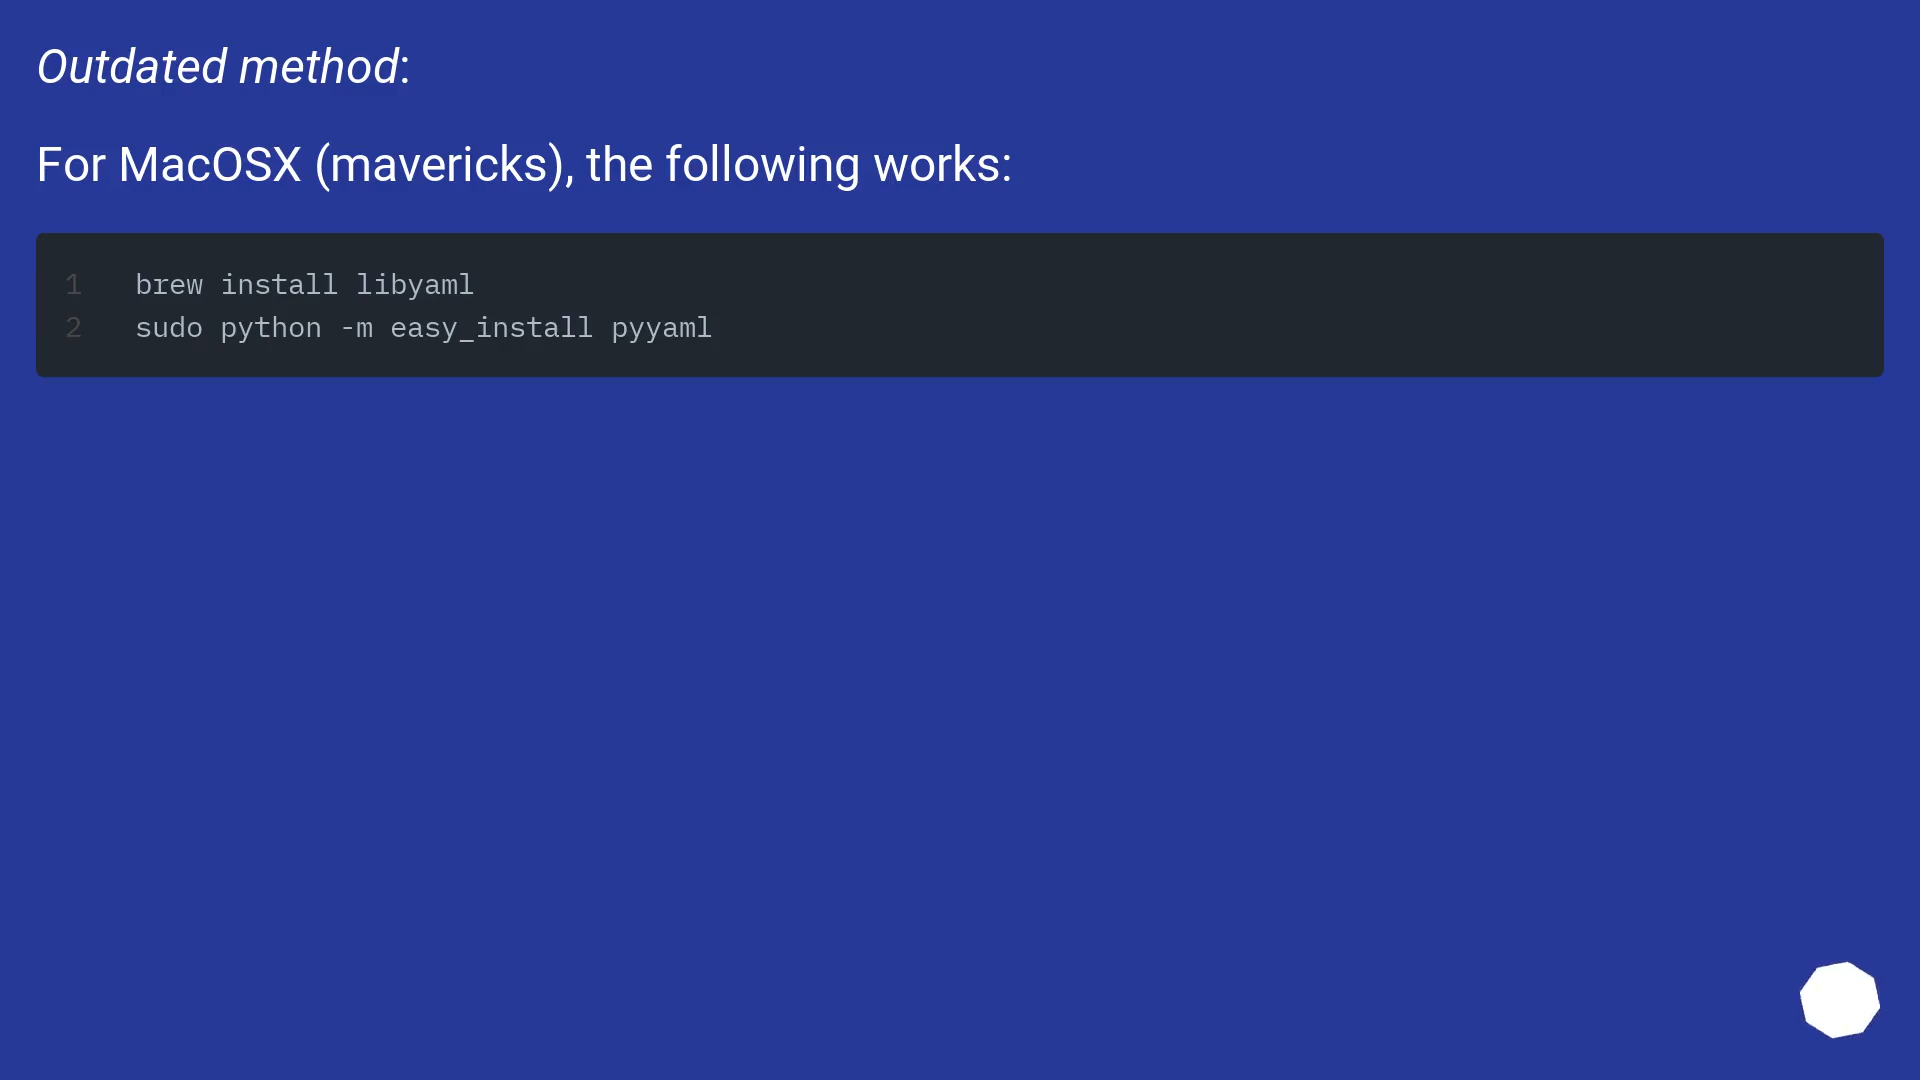 Outdated method:
For MacOSX (mavericks), the following works:
1 brew install libyaml
2 sudo python -m easy_install pyyaml